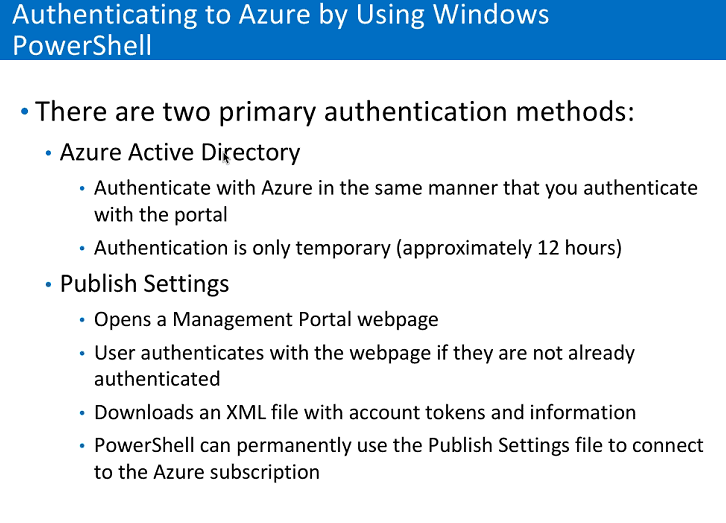 Authenticating to Azure by Using Windows
PowerShell
• There are two primary authentication methods:
• Azure Active Directory
• Authenticate with Azure in the same manner that you authenticate
with the portal
• Authentication is only temporary (approximately 12 hours)
• Publish Settings
• Opens a Management Portal webpage
• User authenticates with the webpage if they are not already
authenticated
• Downloads an XML file with account tokens and information
• PowerShell can permanently use the Publish Settings file to connect
to the Azure subscription